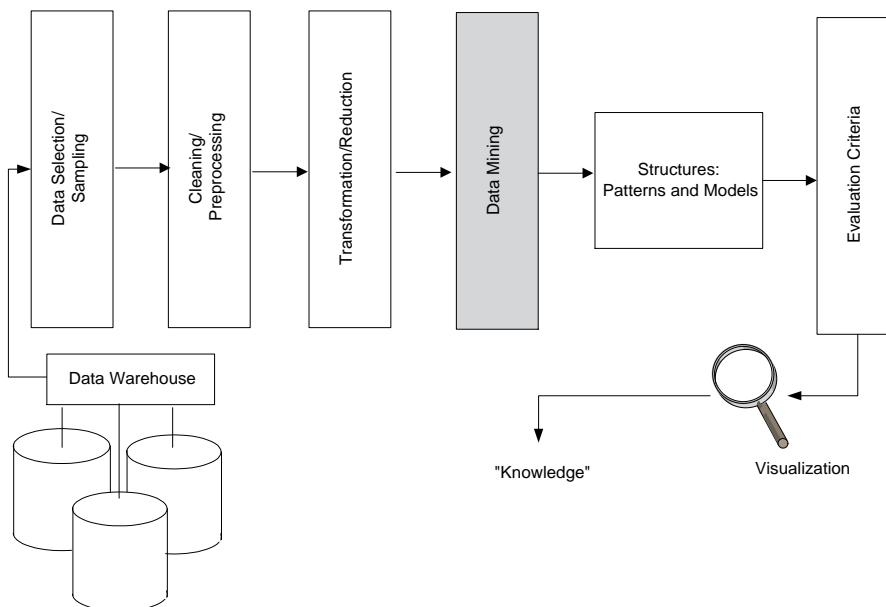 Data Selection/
Sampling
Cleaning/
Preprocessing
Transformation/Reduction
Data Mining
Structures:
Patterns and Models
Evaluation Criteria
Data Warehouse
"Knowledge"
Visualization